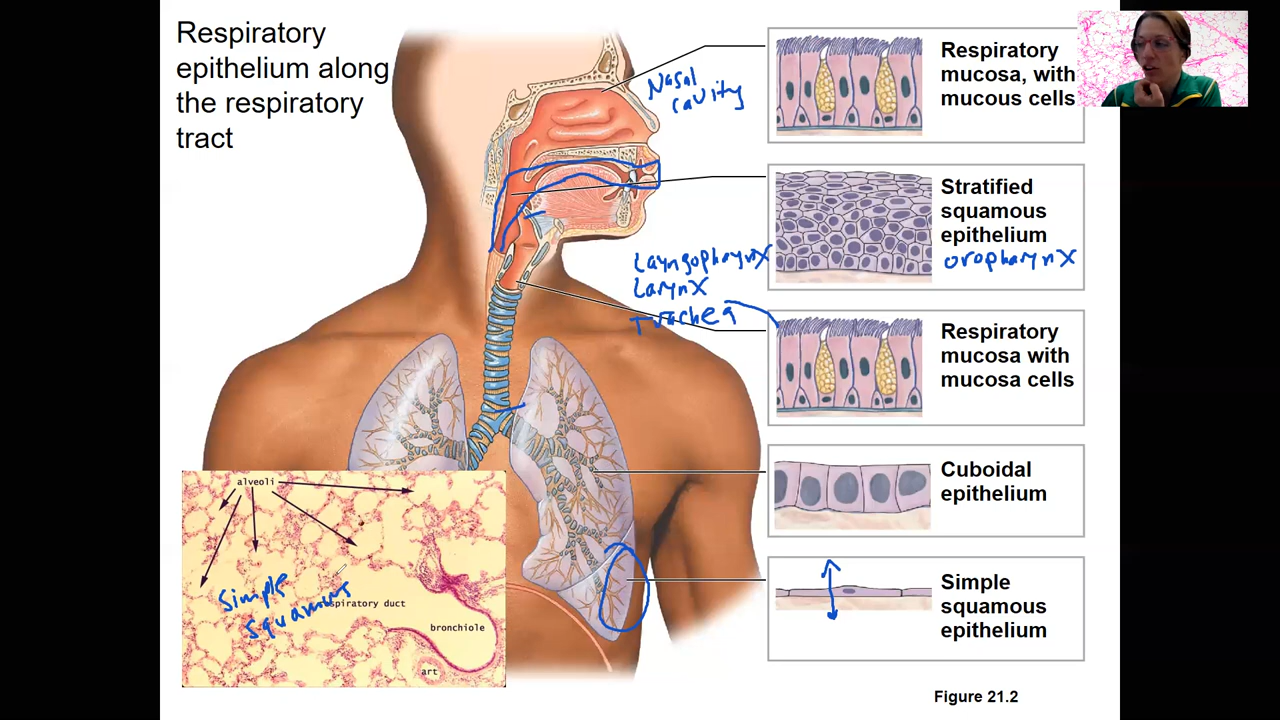 Respiratory
epithelium along
the respiratory
tract
Nasal
cavity
Respiratory
mucosa, with
mucous cells
Stratified
squamous
epithelium
oropharynx
Layngopharynx
Larynx
Trachea
Respiratory
mucosa with
mucosa cells
Cuboidal
epithelium
Simple
squamous
epithelium
alveoli
Simple
squamous
spiratory duct
bronchiole
art
Figure 21.2